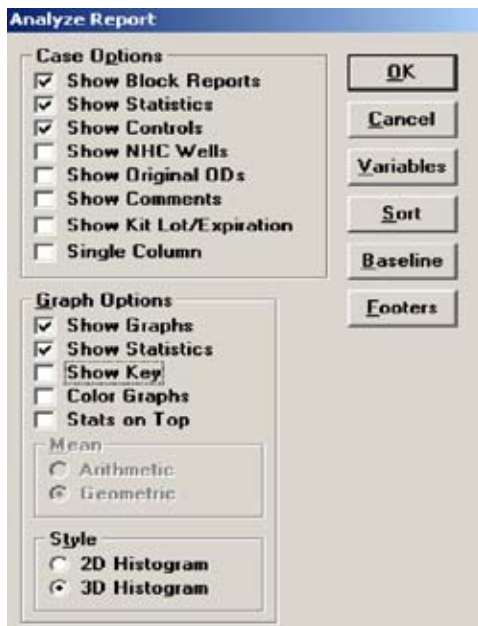 Analyze Report
Case Options
Show Block Reports
Show Statistics
Show Controls
Show NHC Wells
Show Original ODs
Show Comments
Show Kit Lot/Expiration
Single Column
Graph Options
Show Graphs
Show Statistics
Show Key
Color Graphs
Stats on Top
Mean
Arithmetic
Geometric
Style
2D Histogram
3D Histogram
OK
Cancel
Variables
Sort
Baseline
Footers